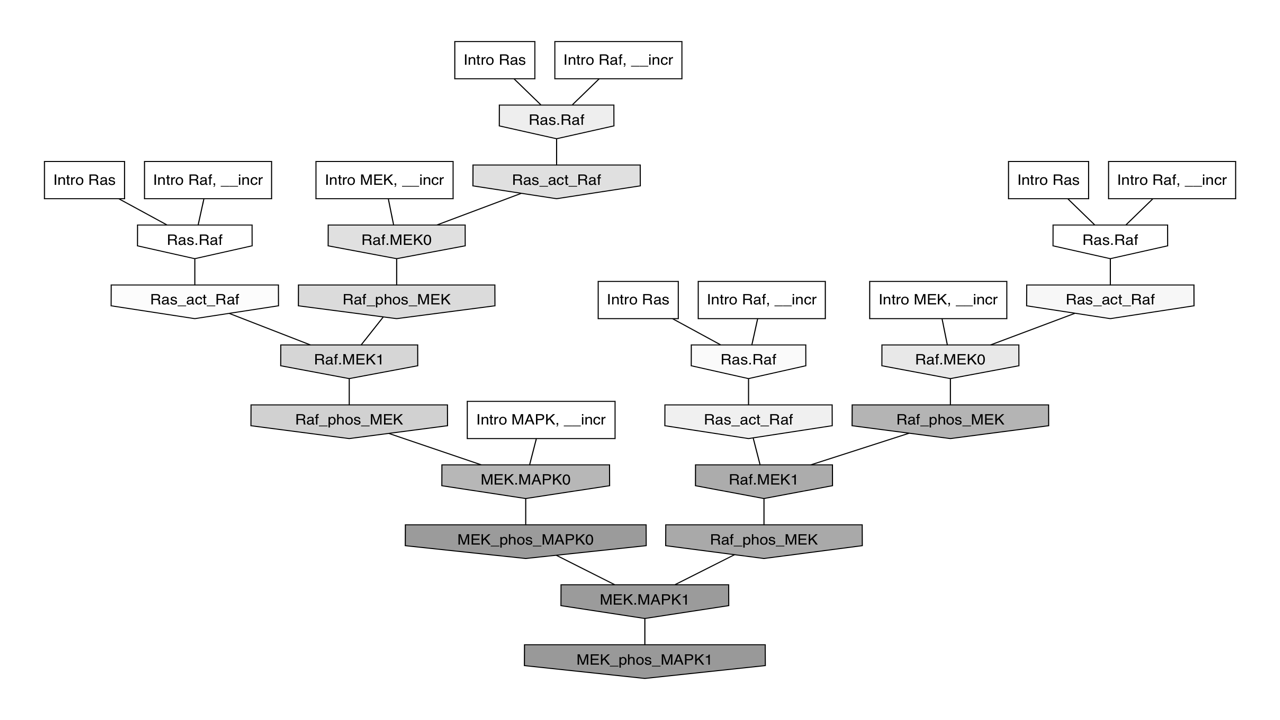 Intro Ras
Intro Raf, __incr
Ras.Raf
Intro Ras
Intro Raf, __incr
Intro MEK, __incr
Ras_act_Raf
Intro Ras
Intro Raf, __incr
Ras.Raf
Raf.MEK0
Ras.Raf
Ras_act_Raf
Raf_phos_MEK
Intro Ras
Intro Raf, __incr
Intro MEK, __incr
Ras_act_Raf
Raf.MEK1
Ras.Raf
Raf.MEK0
Raf_phos_MEK
Intro MAPK, __incr
Ras_act_Raf
Raf_phos_MEK
MEK.MAPK0
Raf.MEK1
MEK_phos_MAPK0
Raf_phos_MEK
MEK.MAPK1
MEK_phos_MAPK1